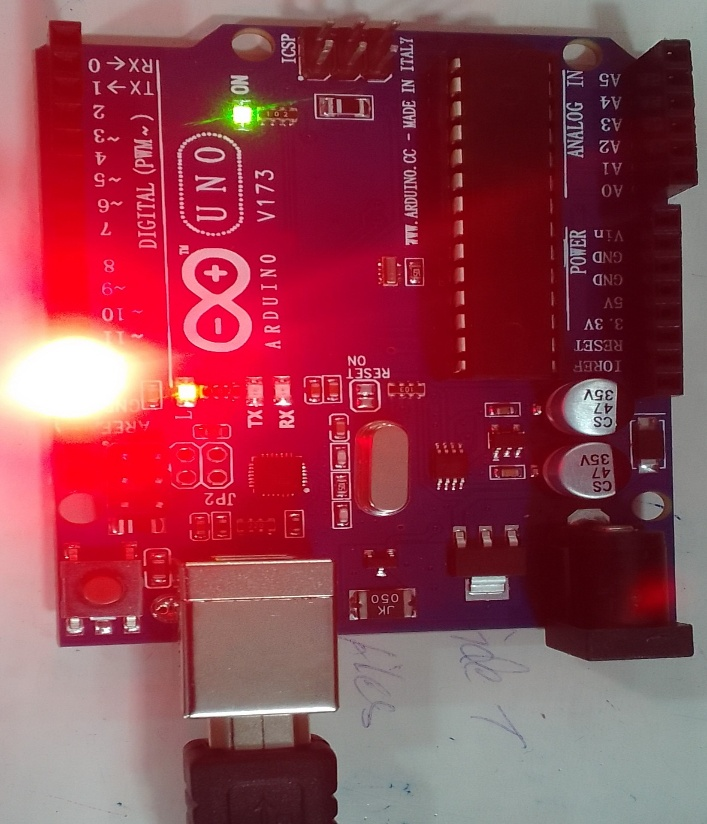 ICSP
RX←0
TX→1
2
~3
4
~5
~6
7
8
~9
~10
~11
GND
AREF
DIGITAL (PWM~)
ON
102
UNO
V173
™
ARDUINO
WWW.ARDUINO.CC - MADE IN ITALY
ANALOG IN
A5
A4
A3
A2
A1
A0
POWER
Vin
GND
GND
5V
3.3V
RESET
IOREF
L
TX
RX
RESET
ON
JP2
CS
47
35V
CS
47
35V
JK
050